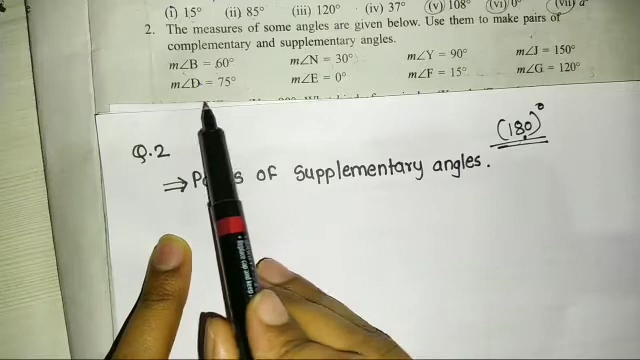 (i) 15° (ii) 85° (iii) 120° (iv) 37° (v) 108° (vi) 0° (vii) a°
2. The measures of some angles are given below. Use them to make pairs of
complementary and supplementary angles.
m∠B = 60° m∠N = 30° m∠Y = 90° m∠J = 150°
m∠D = 75° m∠E = 0° m∠F = 15° m∠G = 120°
(180)°
Q.2
⇒ of supplementary angles.